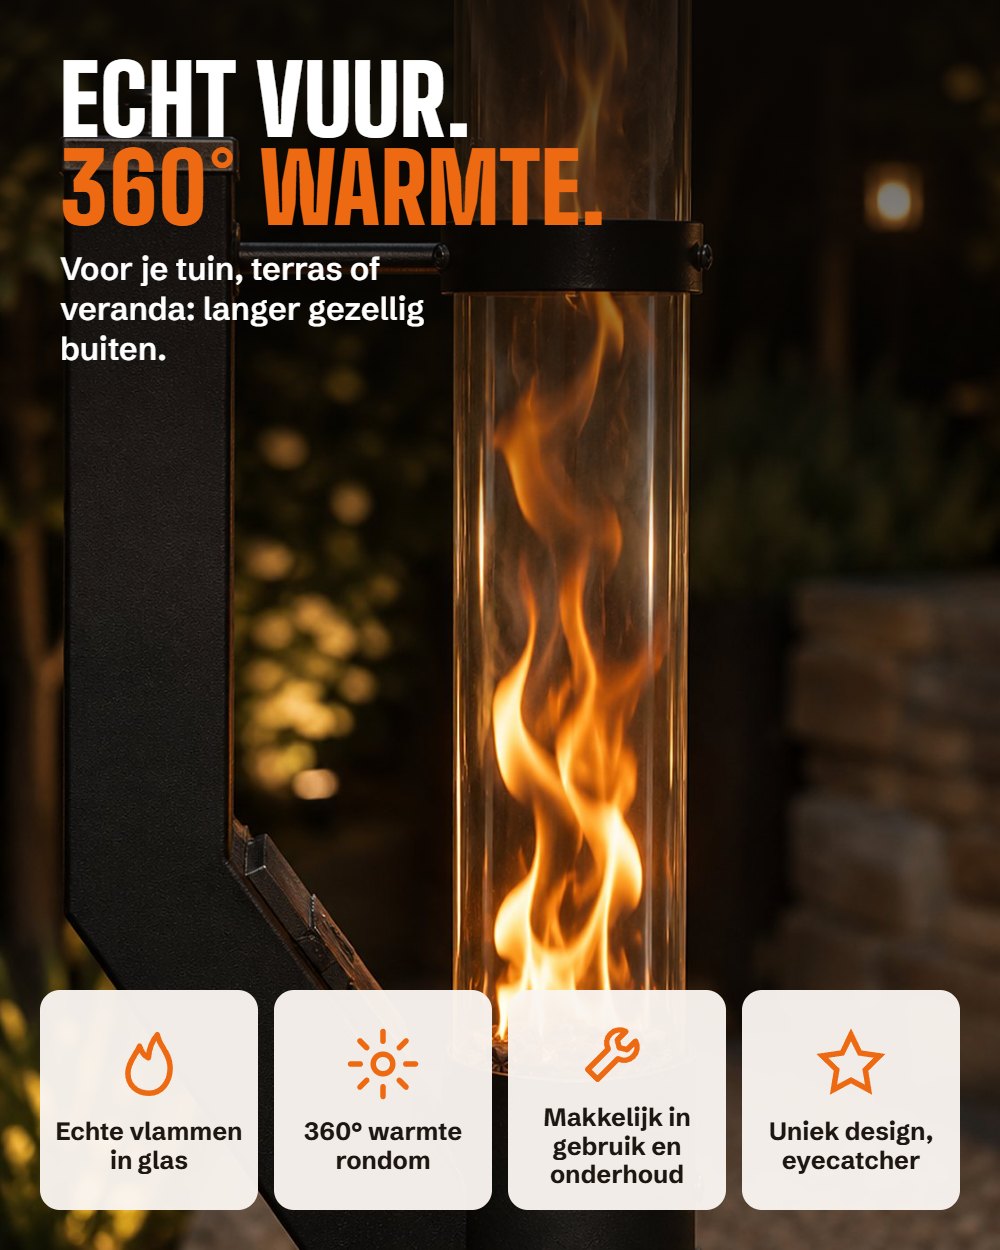 ECHT VUUR.
360° WARMTE.
Voor je tuin, terras of
veranda: langer gezellig
buiten.
Echte vlammen
in glas
360° warmte
rondom
Makkelijk in
gebruik en
onderhoud
Uniek design,
eyecatcher